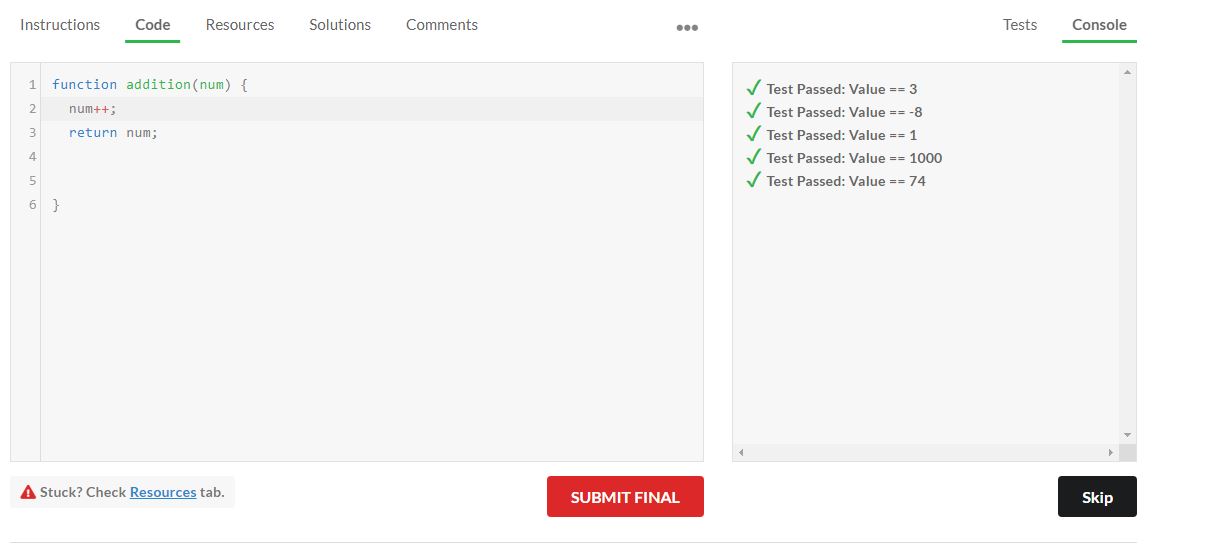 Instructions Code Resources Solutions Comments ••• Tests Console
1 function addition(num) {
2 num++;
3 return num;
4
5
6 }
✓ Test Passed: Value == 3
✓ Test Passed: Value == -8
✓ Test Passed: Value == 1
✓ Test Passed: Value == 1000
✓ Test Passed: Value == 74
Stuck? Check Resources tab.
SUBMIT FINAL
Skip